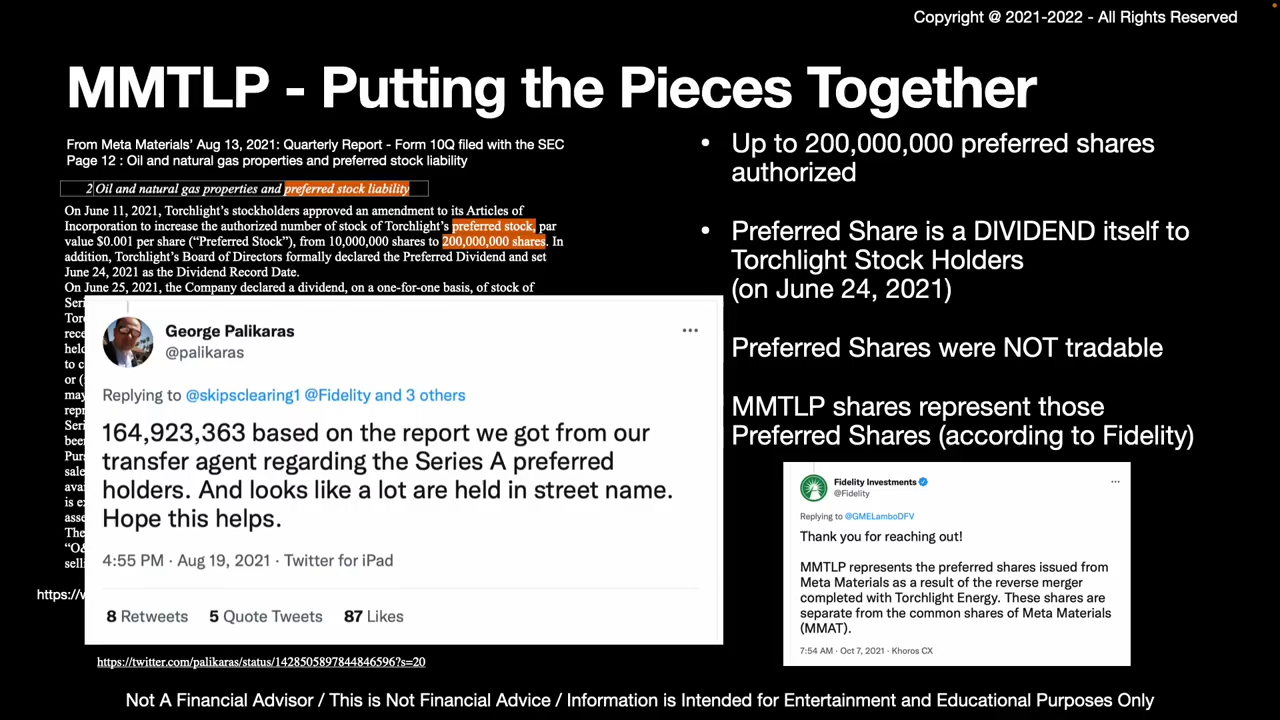 Copyright @ 2021-2022 - All Rights Reserved
MMTLP - Putting the Pieces Together
From Meta Materials’ Aug 13, 2021: Quarterly Report - Form 10Q filed with the SEC
Page 12 : Oil and natural gas properties and preferred stock liability
2 Oil and natural gas properties and preferred stock liability
On June 11, 2021, Torchlight’s stockholders approved an amendment to its Articles of
Incorporation to increase the authorized number of stock of Torchlight’s preferred stock, par
value $0.001 per share (“Preferred Stock”), from 10,000,000 shares to 200,000,000 shares. In
addition, Torchlight’s Board of Directors formally declared the Preferred Dividend and set
June 24, 2021 as the Dividend Record Date.
On June 25, 2021, the Company declared a dividend, on a one-for-one basis, of stock of
George Palikaras
@palikaras
Replying to @skipsclearing1 @Fidelity and 3 others
164,923,363 based on the report we got from our
transfer agent regarding the Series A preferred
holders. And looks like a lot are held in street name.
Hope this helps.
4:55 PM · Aug 19, 2021 · Twitter for iPad
8 Retweets 5 Quote Tweets 87 Likes
https://twitter.com/palikaras/status/1428505897844846596?s=20
• Up to 200,000,000 preferred shares
authorized
• Preferred Share is a DIVIDEND itself to
Torchlight Stock Holders
(on June 24, 2021)
Preferred Shares were NOT tradable
MMTLP shares represent those
Preferred Shares (according to Fidelity)
Fidelity Investments
@Fidelity
Replying to @GMELamboDFV
Thank you for reaching out!
MMTLP represents the preferred shares issued from
Meta Materials as a result of the reverse merger
completed with Torchlight Energy. These shares are
separate from the common shares of Meta Materials
(MMAT).
7:54 AM · Oct 7, 2021 · Khoros CX
Not A Financial Advisor / This is Not Financial Advice / Information is Intended for Entertainment and Educational Purposes Only